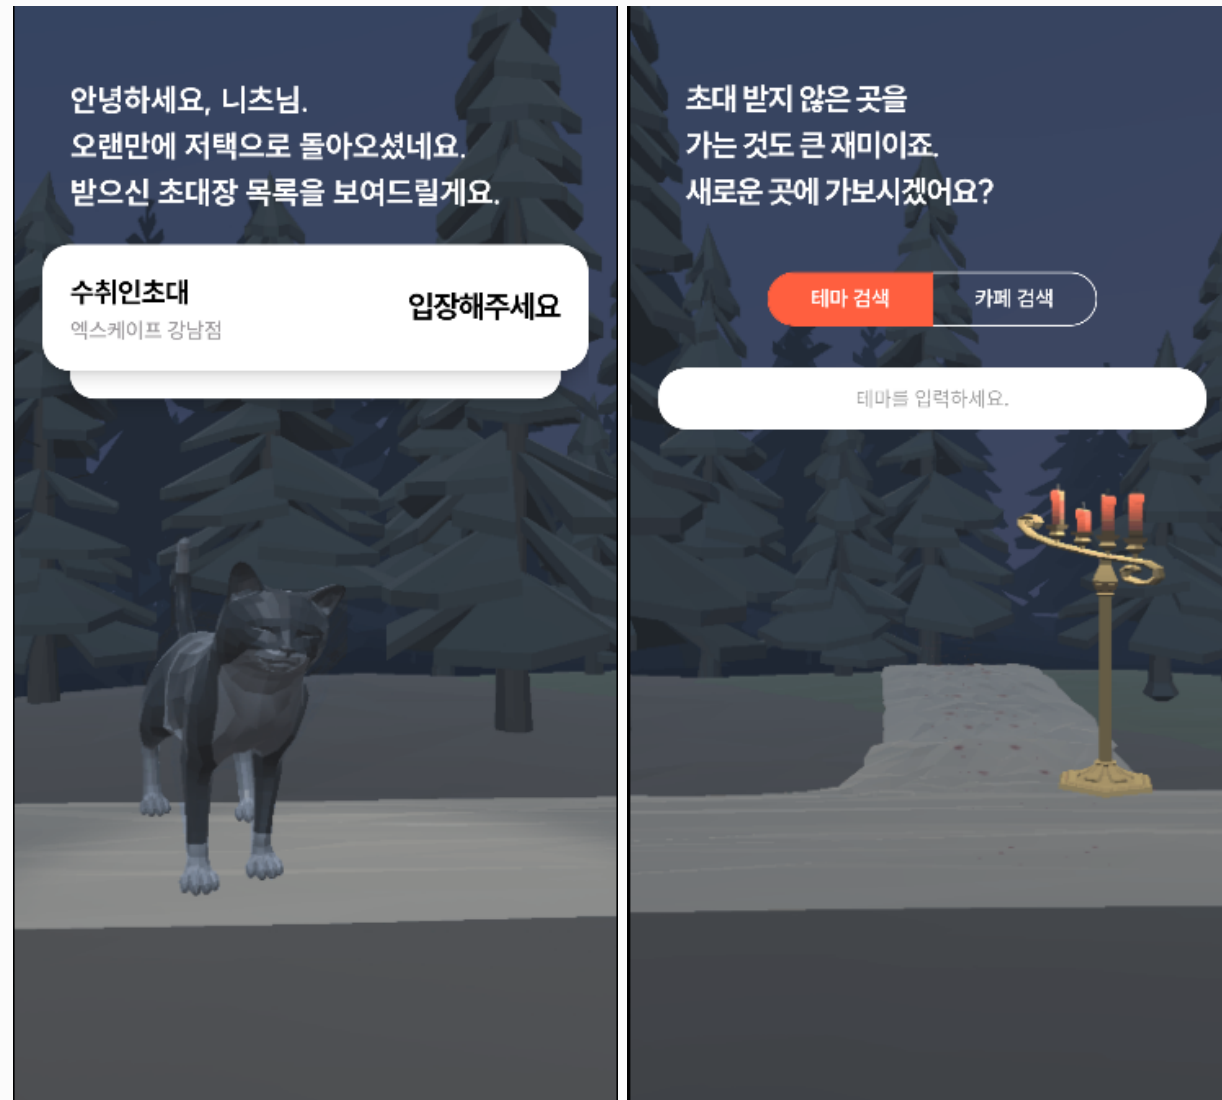 안녕하세요, 니츠님.
오랜만에 저택으로 돌아오셨네요.
받으신 초대장 목록을 보여드릴게요.
수취인초대
엑스케이프 강남점
입장해주세요
초대 받지 않은 곳을
가는 것도 큰 재미이죠.
새로운 곳에 가보시겠어요?
테마 검색
카페 검색
테마를 입력하세요.